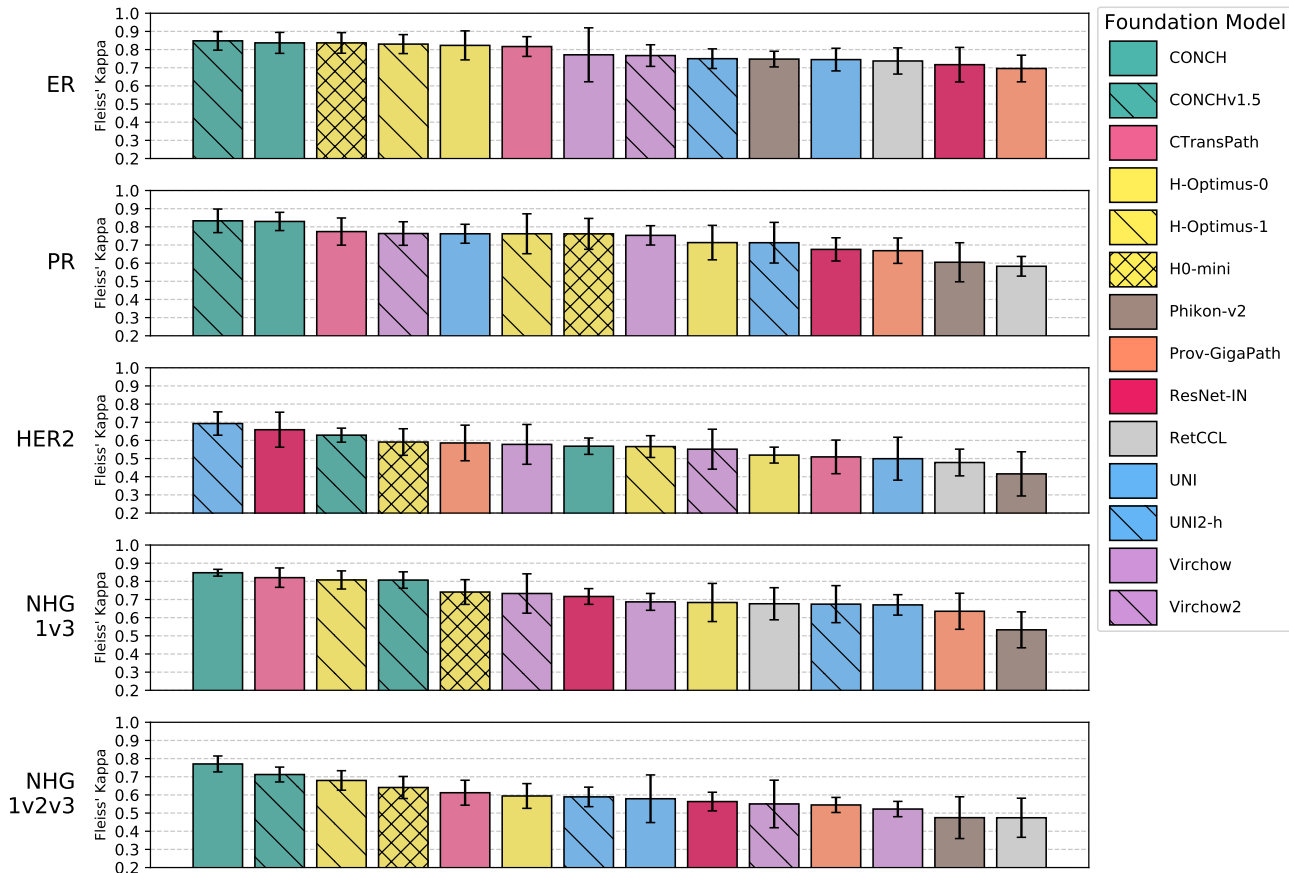 ER
Fleiss' Kappa
1.0
0.9
0.8
0.7
0.6
0.5
0.4
0.3
0.2
PR
Fleiss' Kappa
1.0
0.9
0.8
0.7
0.6
0.5
0.4
0.3
0.2
HER2
Fleiss' Kappa
1.0
0.9
0.8
0.7
0.6
0.5
0.4
0.3
0.2
NHG
1v3
Fleiss' Kappa
1.0
0.9
0.8
0.7
0.6
0.5
0.4
0.3
0.2
NHG
1v2v3
Fleiss' Kappa
1.0
0.9
0.8
0.7
0.6
0.5
0.4
0.3
0.2
Foundation Model
CONCH
CONCHv1.5
CTransPath
H-Optimus-0
H-Optimus-1
H0-mini
Phikon-v2
Prov-GigaPath
ResNet-IN
RetCCL
UNI
UNI2-h
Virchow
Virchow2